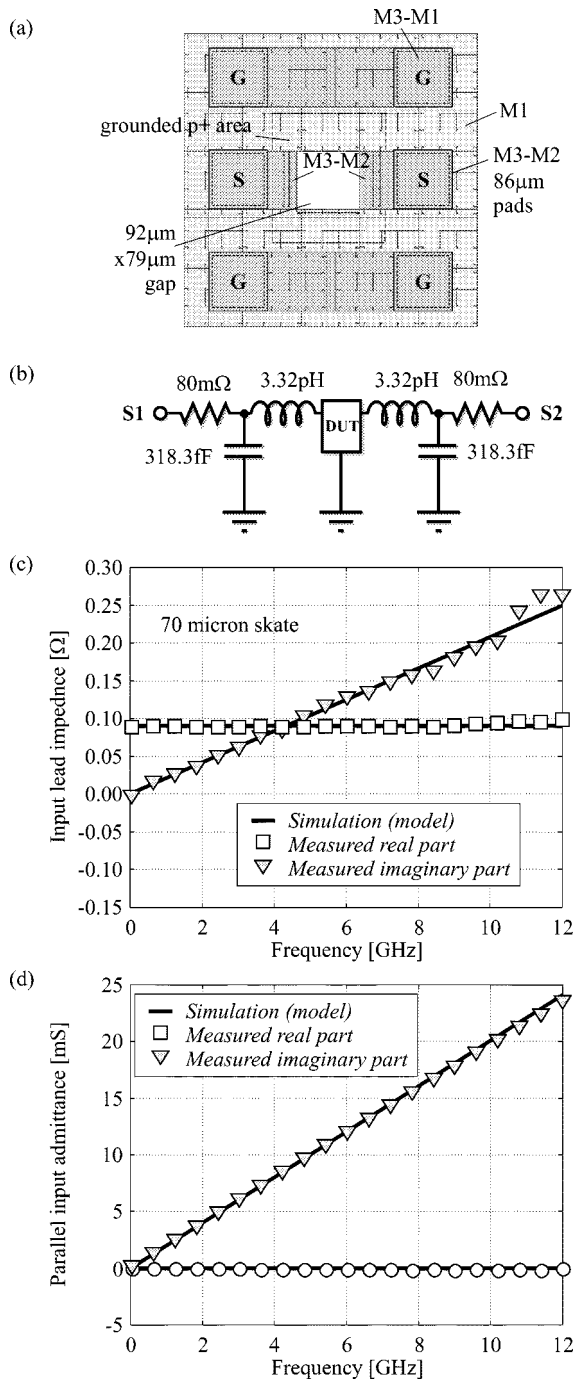 (a)
M3-M1
G G
grounded p+ area
M1
M3-M2
S S
M3-M2
86µm
pads
92µm
x79µm
gap
G G
(b)
80mΩ 3.32pH 3.32pH 80mΩ
S1 DUT S2
318.3fF 318.3fF
(c)
0.30
0.25
0.20
0.15
0.10
0.05
0.00
-0.05
-0.10
-0.15
Input lead impednce [Ω]
70 micron skate
Simulation (model)
Measured real part
Measured imaginary part
0 2 4 6 8 10 12
Frequency [GHz]
(d)
25
20
15
10
5
0
-5
Parallel input admittance [mS]
Simulation (model)
Measured real part
Measured imaginary part
0 2 4 6 8 10 12
Frequency [GHz]